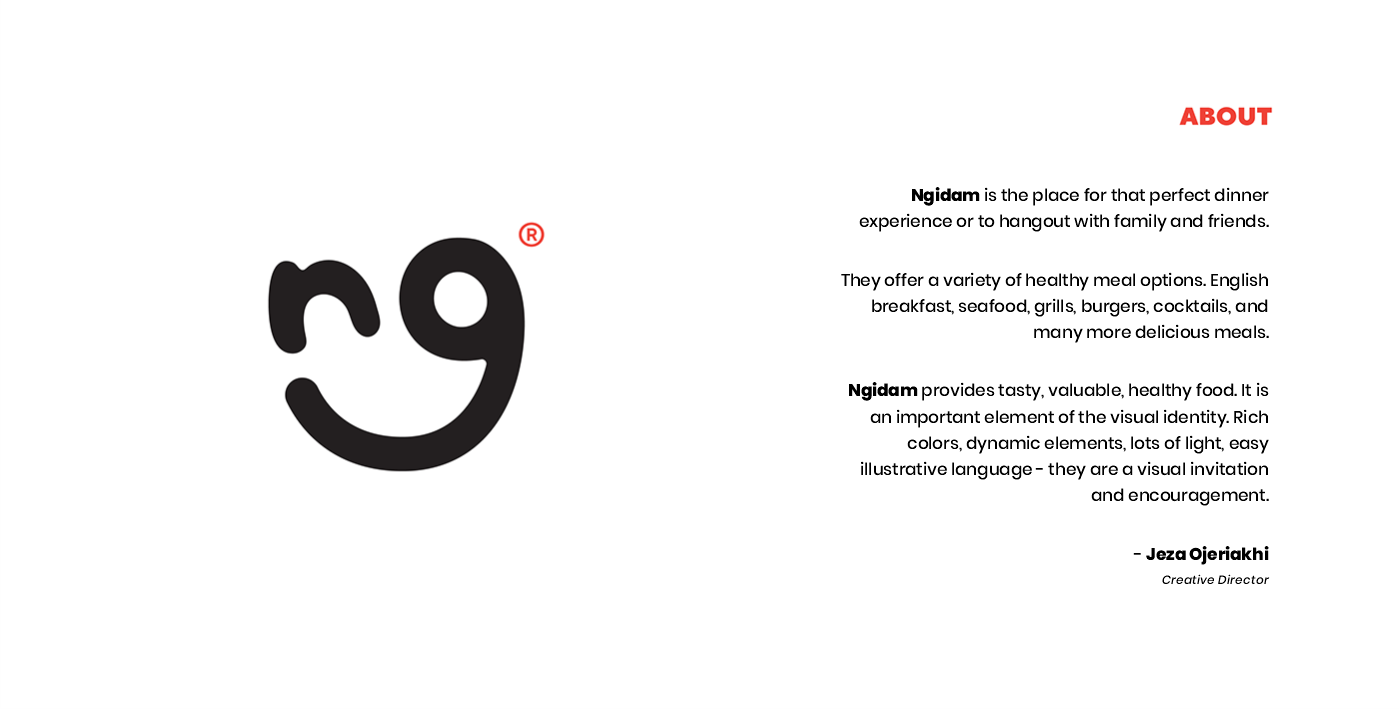 ng®
ABOUT
Ngidam is the place for that perfect dinner
experience or to hangout with family and friends.
They offer a variety of healthy meal options. English
breakfast, seafood, grills, burgers, cocktails, and
many more delicious meals.
Ngidam provides tasty, valuable, healthy food. It is
an important element of the visual identity. Rich
colors, dynamic elements, lots of light, easy
illustrative language - they are a visual invitation
and encouragement.
- Jeza Ojeriakhi
Creative Director